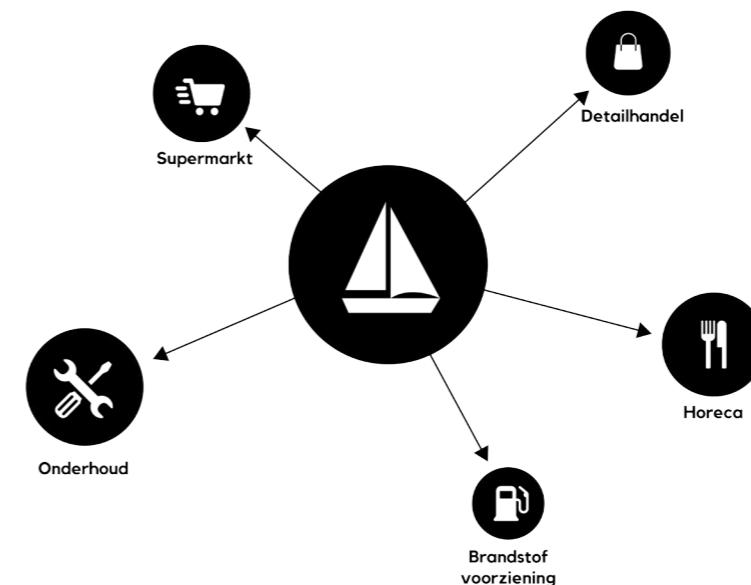 Detailhandel
Supermarkt
Horeca
Onderhoud
Brandstof
voorziening